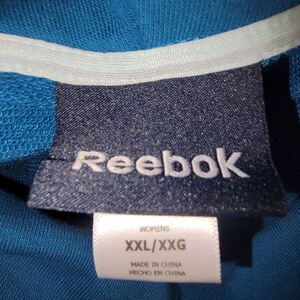 Reebok
WOMENS
XXL/XXG
MADE IN CHINA
HECHO EN CHINA